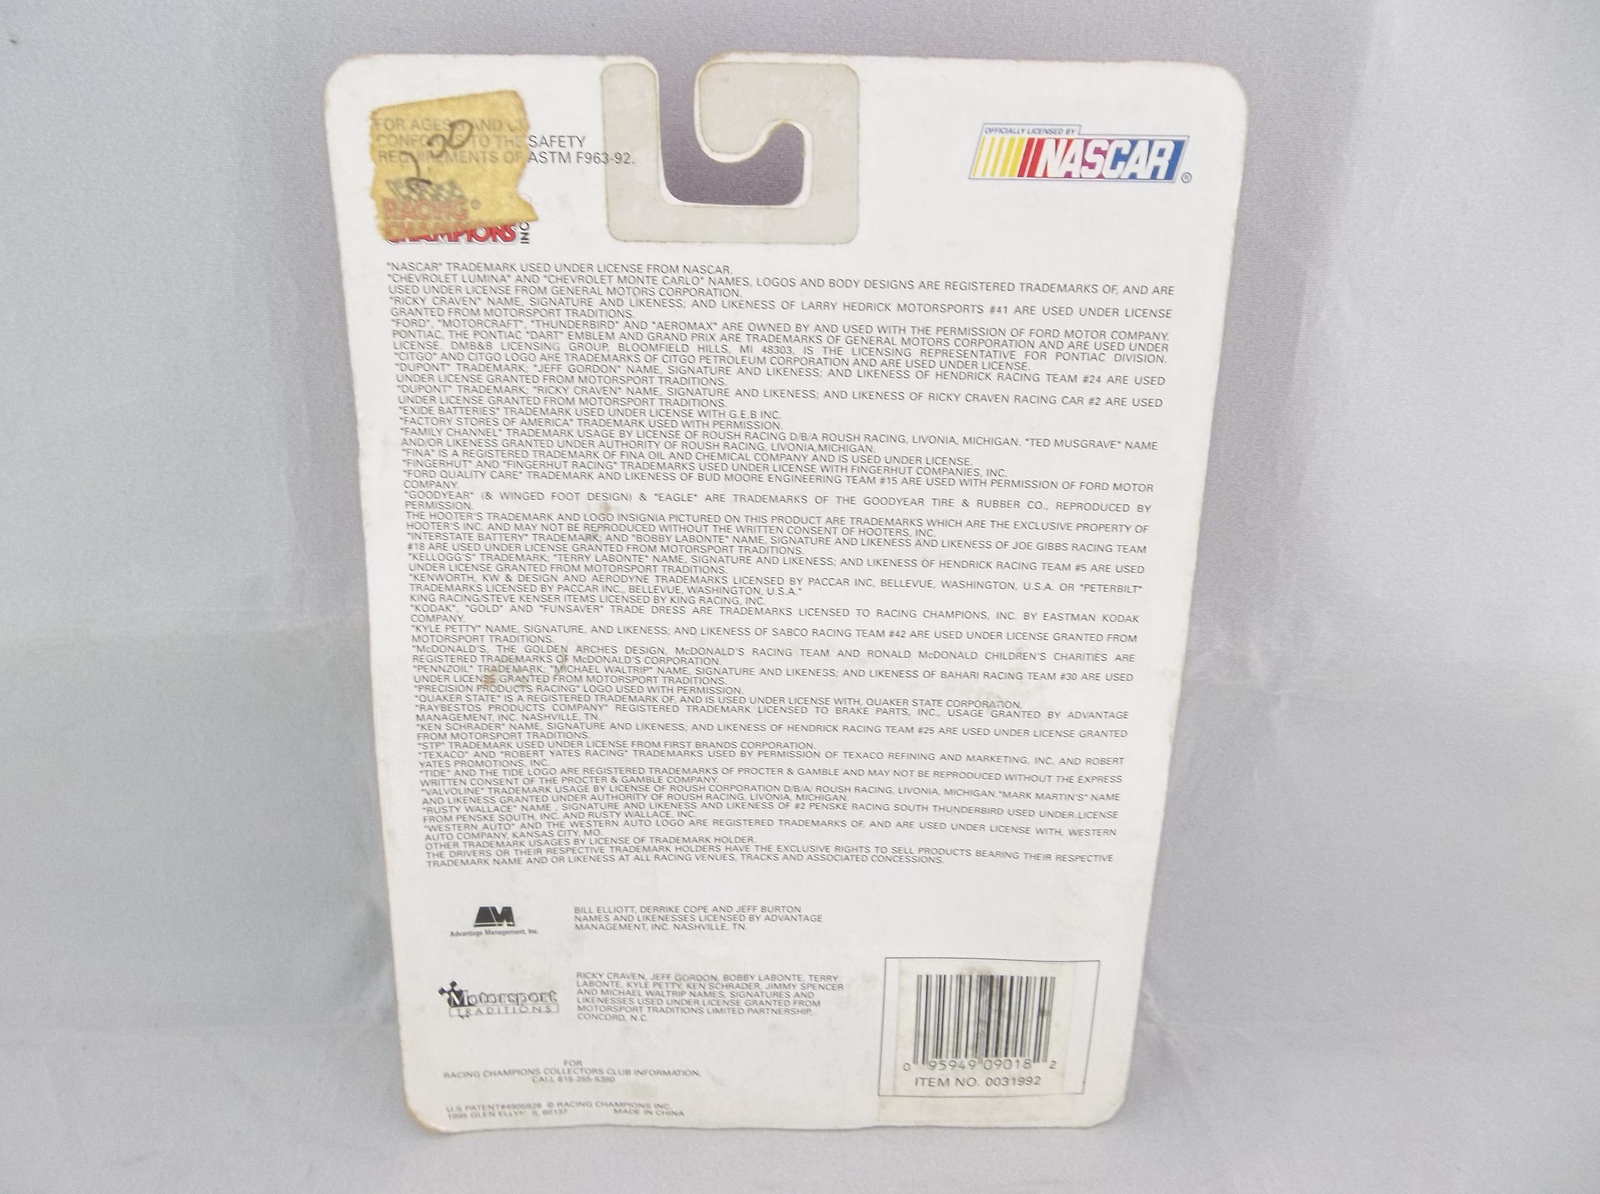 FOR AGES AND
CONFORMS TO THE SAFETY
REQUIREMENTS OF ASTM F963-92.
RACING
CHAMPIONS INC
OFFICIALLY LICENSED BY
NASCAR
"NASCAR" TRADEMARK USED UNDER LICENSE FROM NASCAR.
"CHEVROLET LUMINA" AND "CHEVROLET MONTE CARLO" NAMES, LOGOS AND BODY DESIGNS ARE REGISTERED TRADEMARKS OF, AND ARE
USED UNDER LICENSE FROM GENERAL MOTORS CORPORATION.
"RICKY CRAVEN" NAME, SIGNATURE AND LIKENESS; AND LIKENESS OF LARRY HEDRICK MOTORSPORTS #41 ARE USED UNDER LICENSE
GRANTED FROM MOTORSPORT TRADITIONS.
"FORD", "MOTORCRAFT", "THUNDERBIRD" AND "AEROMAX" ARE OWNED BY AND USED WITH THE PERMISSION OF FORD MOTOR COMPANY.
PONTIAC, THE PONTIAC "DART" EMBLEM AND GRAND PRIX ARE TRADEMARKS OF GENERAL MOTORS CORPORATION AND ARE USED UNDER
LICENSE. DMB&B LICENSING GROUP, BLOOMFIELD HILLS, MI 48303, IS THE LICENSING REPRESENTATIVE FOR PONTIAC DIVISION.
"CITGO" AND CITGO LOGO ARE TRADEMARKS OF CITGO PETROLEUM CORPORATION AND ARE USED UNDER LICENSE.
"DUPONT" TRADEMARK; "JEFF GORDON" NAME, SIGNATURE AND LIKENESS; AND LIKENESS OF HENDRICK RACING TEAM #24 ARE USED
UNDER LICENSE GRANTED FROM MOTORSPORT TRADITIONS.
"DUPONT" TRADEMARK; "RICKY CRAVEN" NAME, SIGNATURE AND LIKENESS; AND LIKENESS OF RICKY CRAVEN RACING CAR #2 ARE USED
UNDER LICENSE GRANTED FROM MOTORSPORT TRADITIONS.
"EXIDE BATTERIES" TRADEMARK USED UNDER LICENSE WITH G.E.B INC.
"FACTORY STORES OF AMERICA" TRADEMARK USED WITH PERMISSION.
"FAMILY CHANNEL" TRADEMARK USAGE BY LICENSE OF ROUSH RACING D/B/A ROUSH RACING, LIVONIA, MICHIGAN. "TED MUSGRAVE" NAME
AND/OR LIKENESS GRANTED UNDER AUTHORITY OF ROUSH RACING, LIVONIA,MICHIGAN.
"FINA" IS A REGISTERED TRADEMARK OF FINA OIL AND CHEMICAL COMPANY AND IS USED UNDER LICENSE.
"FINGERHUT" AND "FINGERHUT RACING" TRADEMARKS USED UNDER LICENSE WITH FINGERHUT COMPANIES, INC.
"FORD QUALITY CARE" TRADEMARK AND LIKENESS OF BUD MOORE ENGINEERING TEAM #15 ARE USED WITH PERMISSION OF FORD MOTOR
COMPANY.
"GOODYEAR" (& WINGED FOOT DESIGN) & "EAGLE" ARE TRADEMARKS OF THE GOODYEAR TIRE & RUBBER CO., REPRODUCED BY
PERMISSION.
THE HOOTER'S TRADEMARK AND LOGO INSIGNIA PICTURED ON THIS PRODUCT ARE TRADEMARKS WHICH ARE THE EXCLUSIVE PROPERTY OF
HOOTER'S INC. AND MAY NOT BE REPRODUCED WITHOUT THE WRITTEN CONSENT OF HOOTERS, INC.
"INTERSTATE BATTERY" TRADEMARK; AND "BOBBY LABONTE" NAME, SIGNATURE AND LIKENESS AND LIKENESS OF JOE GIBBS RACING TEAM
#18 ARE USED UNDER LICENSE GRANTED FROM MOTORSPORT TRADITIONS.
"KELLOGG'S" TRADEMARK; "TERRY LABONTE" NAME, SIGNATURE AND LIKENESS; AND LIKENESS OF HENDRICK RACING TEAM #5 ARE USED
UNDER LICENSE GRANTED FROM MOTORSPORT TRADITIONS.
"KENWORTH, KW & DESIGN AND AERODYNE TRADEMARKS LICENSED BY PACCAR INC, BELLEVUE, WASHINGTON, U.S.A. OR "PETERBILT"
TRADEMARKS LICENSED BY PACCAR INC., BELLEVUE, WASHINGTON, U.S.A."
KING RACING/STEVE KENSER ITEMS LICENSED BY KING RACING, INC.
"KODAK", "GOLD" AND "FUNSAVER" TRADE DRESS ARE TRADEMARKS LICENSED TO RACING CHAMPIONS, INC. BY EASTMAN KODAK
COMPANY.
"KYLE PETTY" NAME, SIGNATURE, AND LIKENESS; AND LIKENESS OF SABCO RACING TEAM #42 ARE USED UNDER LICENSE GRANTED FROM
MOTORSPORT TRADITIONS.
"McDONALD'S, THE GOLDEN ARCHES DESIGN, McDONALD'S RACING TEAM AND RONALD McDONALD CHILDREN'S CHARITIES ARE
REGISTERED TRADEMARKS OF McDONALD'S CORPORATION.
"PENNZOIL" TRADEMARK; "MICHAEL WALTRIP" NAME, SIGNATURE AND LIKENESS; AND LIKENESS OF BAHARI RACING TEAM #30 ARE USED
UNDER LICENSE GRANTED FROM MOTORSPORT TRADITIONS.
"PRECISION PRODUCTS RACING" LOGO USED WITH PERMISSION.
"QUAKER STATE" IS A REGISTERED TRADEMARK OF, AND IS USED UNDER LICENSE WITH, QUAKER STATE CORPORATION.
"RAYBESTOS PRODUCTS COMPANY" REGISTERED TRADEMARK LICENSED TO BRAKE PARTS, INC., USAGE GRANTED BY ADVANTAGE
MANAGEMENT, INC. NASHVILLE, TN.
"KEN SCHRADER" NAME, SIGNATURE AND LIKENESS; AND LIKENESS OF HENDRICK RACING TEAM #25 ARE USED UNDER LICENSE GRANTED
FROM MOTORSPORT TRADITIONS.
"STP" TRADEMARK USED UNDER LICENSE FROM FIRST BRANDS CORPORATION.
"TEXACO" AND "ROBERT YATES RACING" TRADEMARKS USED BY PERMISSION OF TEXACO REFINING AND MARKETING, INC. AND ROBERT
YATES PROMOTIONS, INC.
"TIDE" AND THE TIDE LOGO ARE REGISTERED TRADEMARKS OF PROCTER & GAMBLE AND MAY NOT BE REPRODUCED WITHOUT THE EXPRESS
WRITTEN CONSENT OF THE PROCTER & GAMBLE COMPANY.
"VALVOLINE" TRADEMARK USAGE BY LICENSE OF ROUSH CORPORATION D/B/A/ ROUSH RACING, LIVONIA, MICHIGAN."MARK MARTIN'S" NAME
AND LIKENESS GRANTED UNDER AUTHORITY OF ROUSH RACING, LIVONIA, MICHIGAN.
"RUSTY WALLACE" NAME , SIGNATURE AND LIKENESS AND LIKENESS OF #2 PENSKE RACING SOUTH THUNDERBIRD USED UNDER LICENSE
FROM PENSKE SOUTH, INC. AND RUSTY WALLACE, INC.
"WESTERN AUTO" AND THE WESTERN AUTO LOGO ARE REGISTERED TRADEMARKS OF, AND ARE USED UNDER LICENSE WITH, WESTERN
AUTO COMPANY, KANSAS CITY, MO.
OTHER TRADEMARK USAGES BY LICENSE OF TRADEMARK HOLDER.
THE DRIVERS OR THEIR RESPECTIVE TRADEMARK HOLDERS HAVE THE EXCLUSIVE RIGHTS TO SELL PRODUCTS BEARING THEIR RESPECTIVE
TRADEMARK NAME AND OR LIKENESS AT ALL RACING VENUES, TRACKS AND ASSOCIATED CONCESSIONS.
Advantage Management, Inc.
BILL ELLIOTT, DERRIKE COPE AND JEFF BURTON
NAMES AND LIKENESSES LICENSED BY ADVANTAGE
MANAGEMENT, INC. NASHVILLE, TN.
Motorsport
TRADITIONS
RICKY CRAVEN, JEFF GORDON, BOBBY LABONTE, TERRY
LABONTE, KYLE PETTY, KEN SCHRADER, JIMMY SPENCER
AND MICHAEL WALTRIP NAMES, SIGNATURES AND
LIKENESSES USED UNDER LICENSE GRANTED FROM
MOTORSPORT TRADITIONS LIMITED PARTNERSHIP,
CONCORD, N.C.
FOR
RACING CHAMPIONS COLLECTORS CLUB INFORMATION,
CALL 615-255-5380
U.S PATENT#4905828 © RACING CHAMPIONS INC.
1995 GLEN ELLYN, IL 60137 MADE IN CHINA
0 95949 09018 2
ITEM NO. 0031992